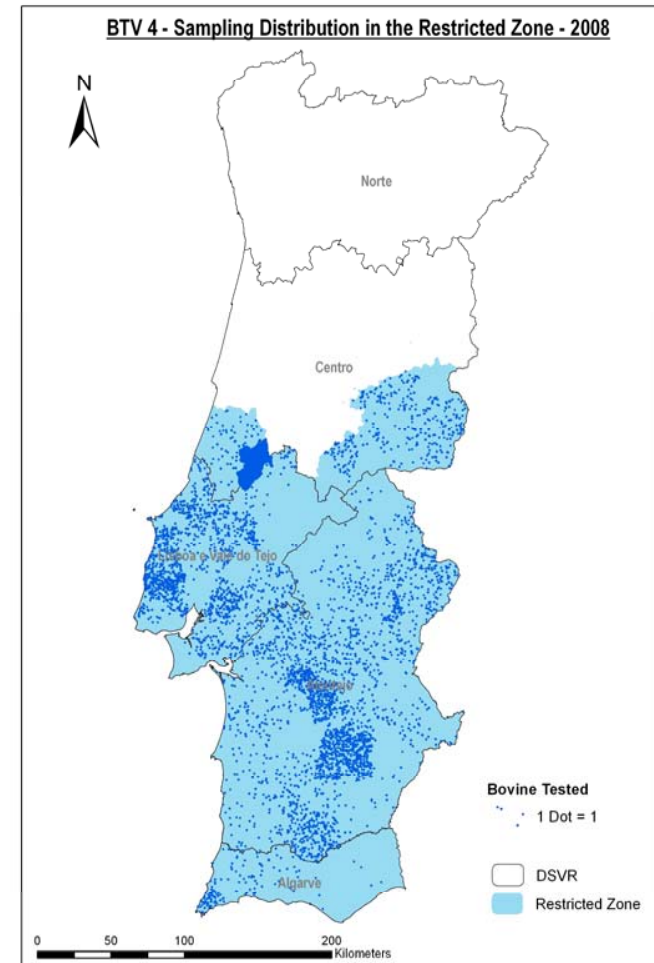 BTV 4 - Sampling Distribution in the Restricted Zone - 2008
N
Norte
Centro
Lisboa e Vale do Tejo
Alentejo
Algarve
Bovine Tested
1 Dot = 1
DSVR
Restricted Zone
0 50 100 200
Kilometers